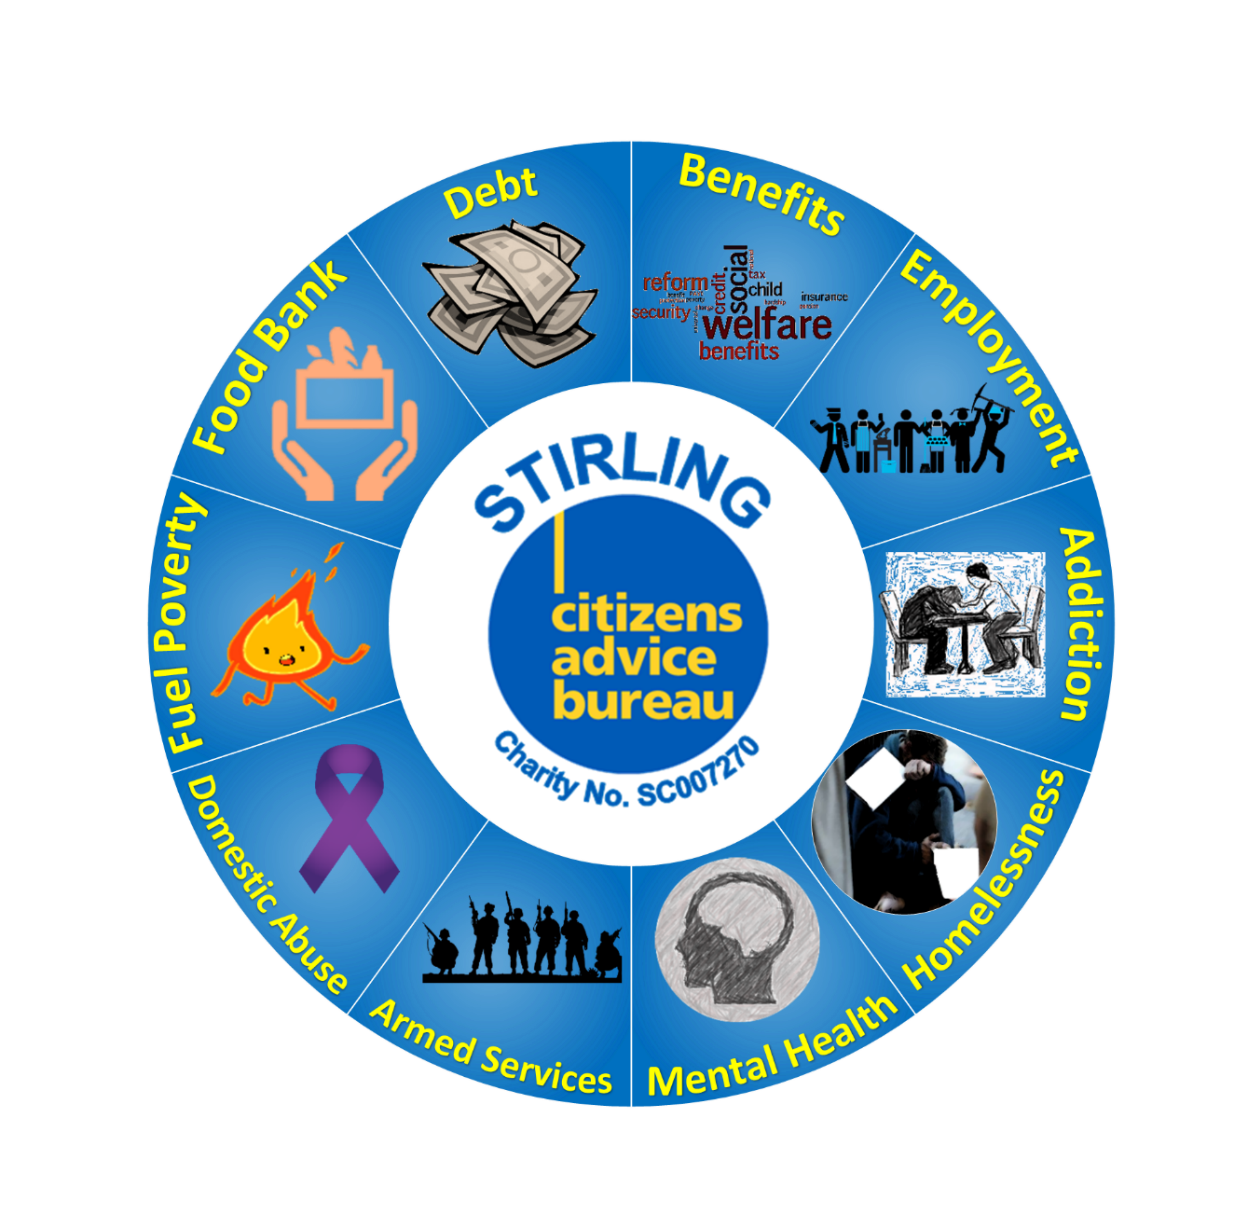 Debt
Benefits
Employment
Addiction
Homelessness
Mental Health
Armed Services
Domestic Abuse
Fuel Poverty
Food Bank
reform
security
credit
social
tax
child
insurance
welfare
benefits
STIRLING
citizens
advice
bureau
Charity No. SC007270